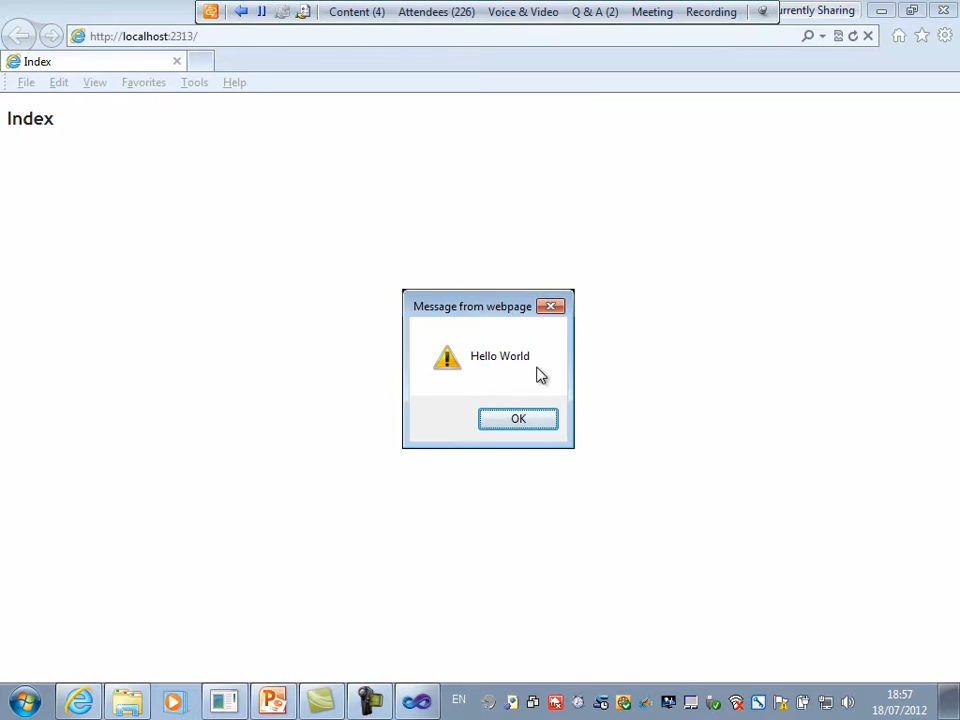 Content (4) Attendees (226) Voice & Video Q & A (2) Meeting Recording urrently Sharing
http://localhost:2313/
Index
File Edit View Favorites Tools Help
Index
Message from webpage
Hello World
OK
EN
18:57
18/07/2012